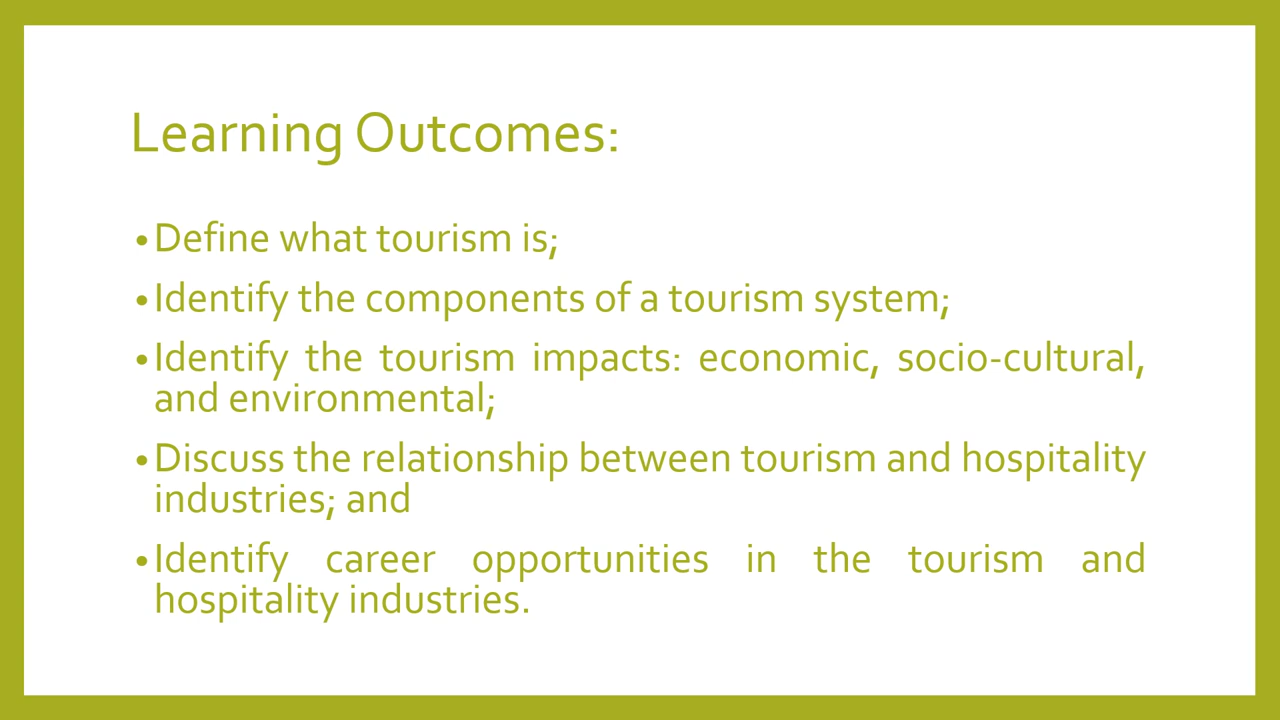 Learning Outcomes:
•Define what tourism is;
•Identify the components of a tourism system;
•Identify the tourism impacts: economic, socio-cultural,
and environmental;
•Discuss the relationship between tourism and hospitality
industries; and
•Identify career opportunities in the tourism and
hospitality industries.